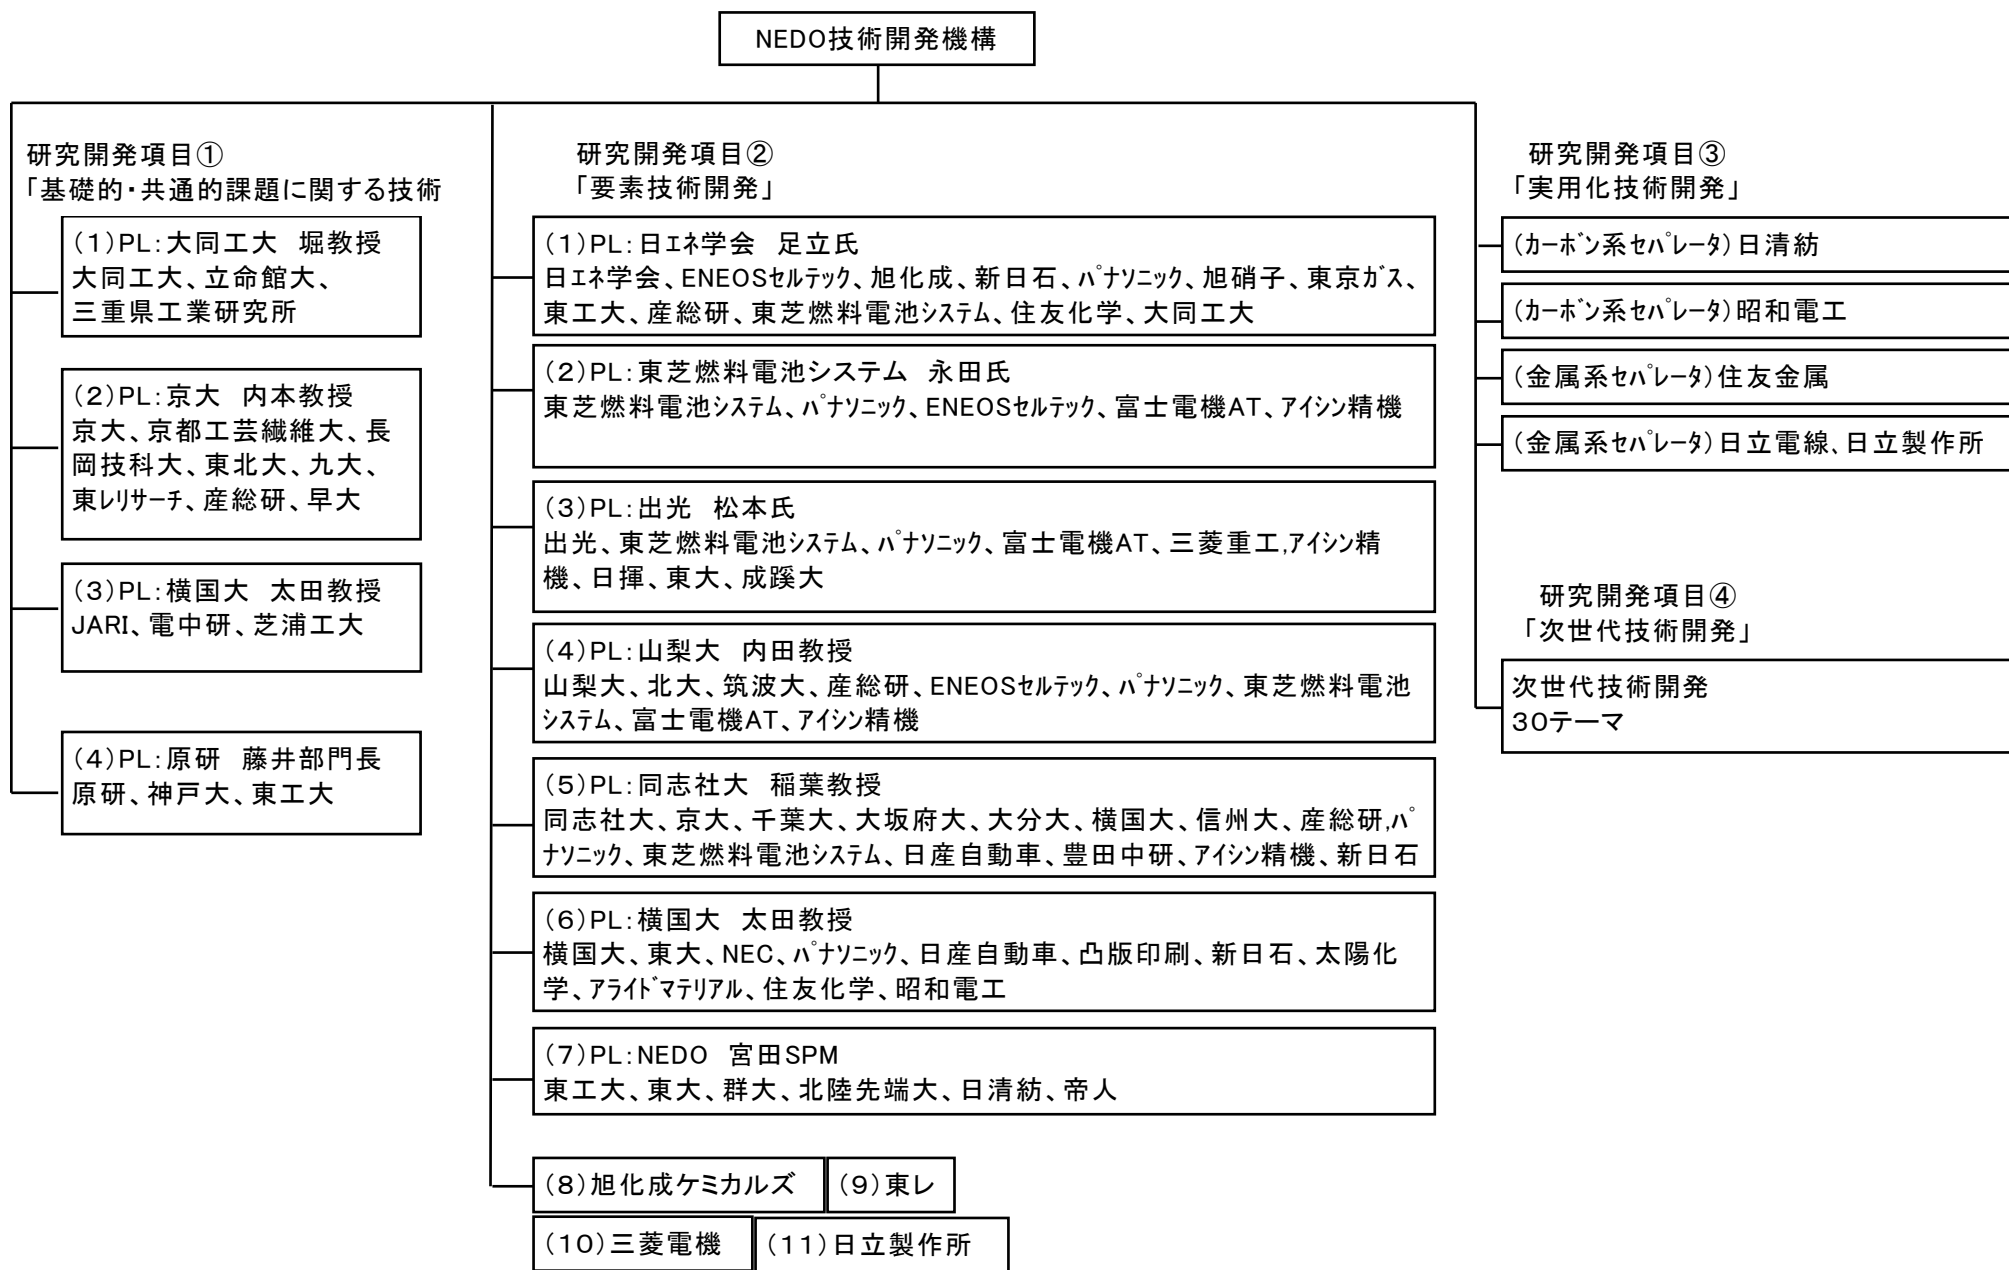 NEDO技術開発機構
研究開発項目①
「基礎的・共通的課題に関する技術
(1)PL:大同工大　堀教授
大同工大、立命館大、
三重県工業研究所
(2)PL:京大　内本教授
京大、京都工芸繊維大、長
岡技科大、東北大、九大、
東レリサーチ、産総研、早大
(3)PL:横国大　太田教授
JARI、電中研、芝浦工大
(4)PL:原研　藤井部門長
原研、神戸大、東工大
研究開発項目②
「要素技術開発」
(1)PL:日エネ学会　足立氏
日エネ学会、ENEOSセルテック、旭化成、新日石、パナソニック、旭硝子、東京ガス、
東工大、産総研、東芝燃料電池システム、住友化学、大同工大
(2)PL:東芝燃料電池システム　永田氏
東芝燃料電池システム、パナソニック、ENEOSセルテック、富士電機AT、アイシン精機
(3)PL:出光　松本氏
出光、東芝燃料電池システム、パナソニック、富士電機AT、三菱重工,アイシン精
機、日揮、東大、成蹊大
(4)PL:山梨大　内田教授
山梨大、北大、筑波大、産総研、ENEOSセルテック、パナソニック、東芝燃料電池
システム、富士電機AT、アイシン精機
(5)PL:同志社大　稲葉教授
同志社大、京大、千葉大、大坂府大、大分大、横国大、信州大、産総研,パ
ナソニック、東芝燃料電池システム、日産自動車、豊田中研、アイシン精機、新日石
(6)PL:横国大　太田教授
横国大、東大、NEC、パナソニック、日産自動車、凸版印刷、新日石、太陽化
学、アライドマテリアル、住友化学、昭和電工
(7)PL:NEDO　宮田SPM
東工大、東大、群大、北陸先端大、日清紡、帝人
(8)旭化成ケミカルズ
(9)東レ
(10)三菱電機
(11)日立製作所
研究開発項目③
「実用化技術開発」
(カーボン系セパレータ)日清紡
(カーボン系セパレータ)昭和電工
(金属系セパレータ)住友金属
(金属系セパレータ)日立電線、日立製作所
研究開発項目④
「次世代技術開発」
次世代技術開発
30テーマ